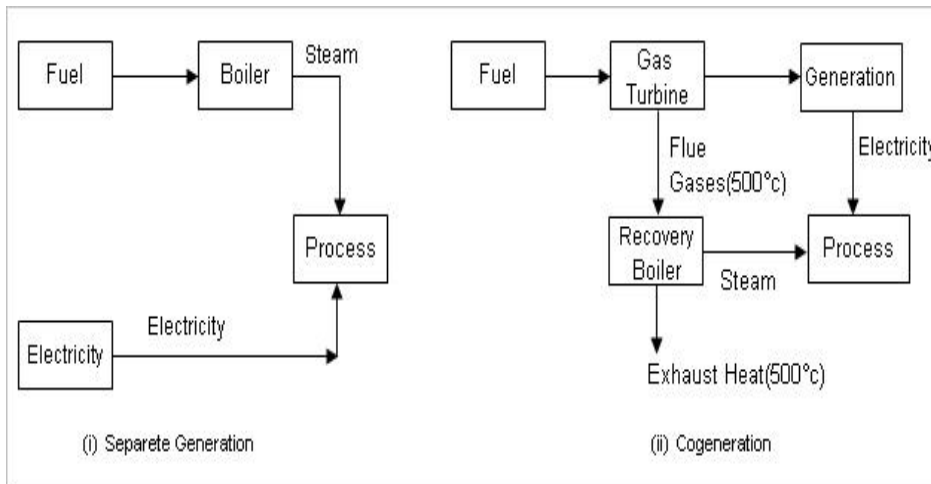 Fuel
Boiler
Steam
Process
Electricity
Electricity
(i) Separete Generation
Fuel
Gas
Turbine
Generation
Flue
Gases(500°c)
Electricity
Recovery
Boiler
Steam
Process
Exhaust Heat(500°c)
(ii) Cogeneration